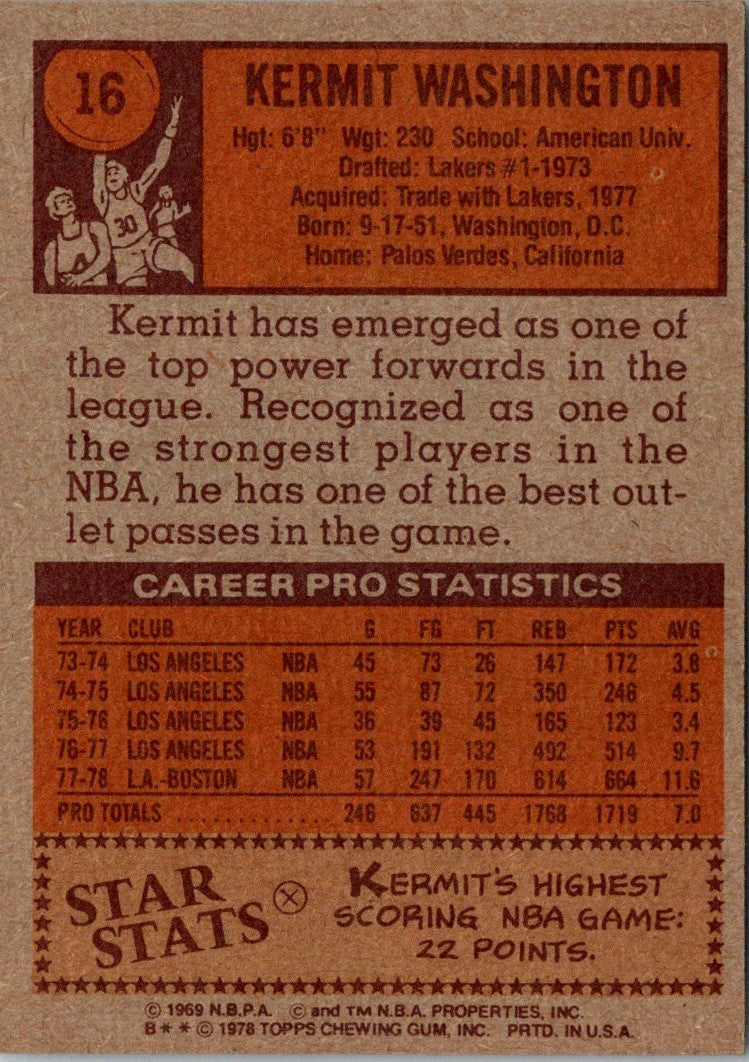 16
KERMIT WASHINGTON
Hgt: 6'8" Wgt: 230 School: American Univ.
Drafted: Lakers #1-1973
Acquired: Trade with Lakers, 1977
Born: 9-17-51, Washington, D.C.
Home: Palos Verdes, California
30
A
Kermit has emerged as one of
the top power forwards in the
league. Recognized as one of
the strongest players in the
NBA, he has one of the best out-
let passes in the game.
CAREER PRO STATISTICS
YEAR CLUB G FG FT REB PTS AVG
73-74 LOS ANGELES NBA 45 73 26 147 172 3.8
74-75 LOS ANGELES NBA 55 87 72 350 246 4.5
75-76 LOS ANGELES NBA 36 39 45 165 123 3.4
76-77 LOS ANGELES NBA 53 191 132 492 514 9.7
77-78 L.A.-BOSTON NBA 57 247 170 614 664 11.6
PRO TOTALS ............. 246 637 445 1768 1719 7.0
STAR
STATS
KERMIT'S HIGHEST
SCORING NBA GAME:
22 POINTS.
© 1969 N.B.P.A. © and TM N.B.A. PROPERTIES, INC.
B * * © 1978 TOPPS CHEWING GUM, INC. PRTD. IN U.S.A.